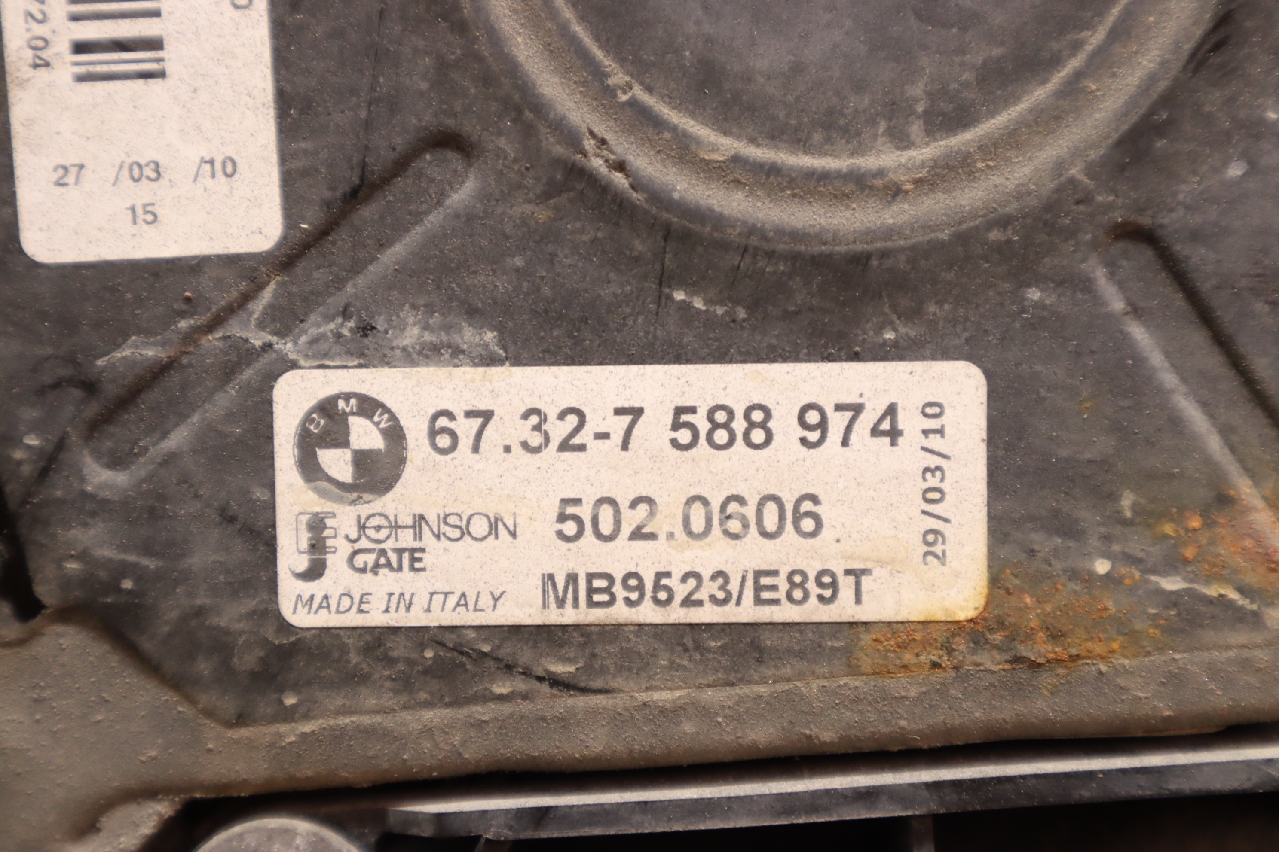 72.04
27 /03 /10
15
BMW
67.32-7 588 974
29/03/10
JOHNSON
GATE
502.0606
MADE IN ITALY
MB9523/E89T